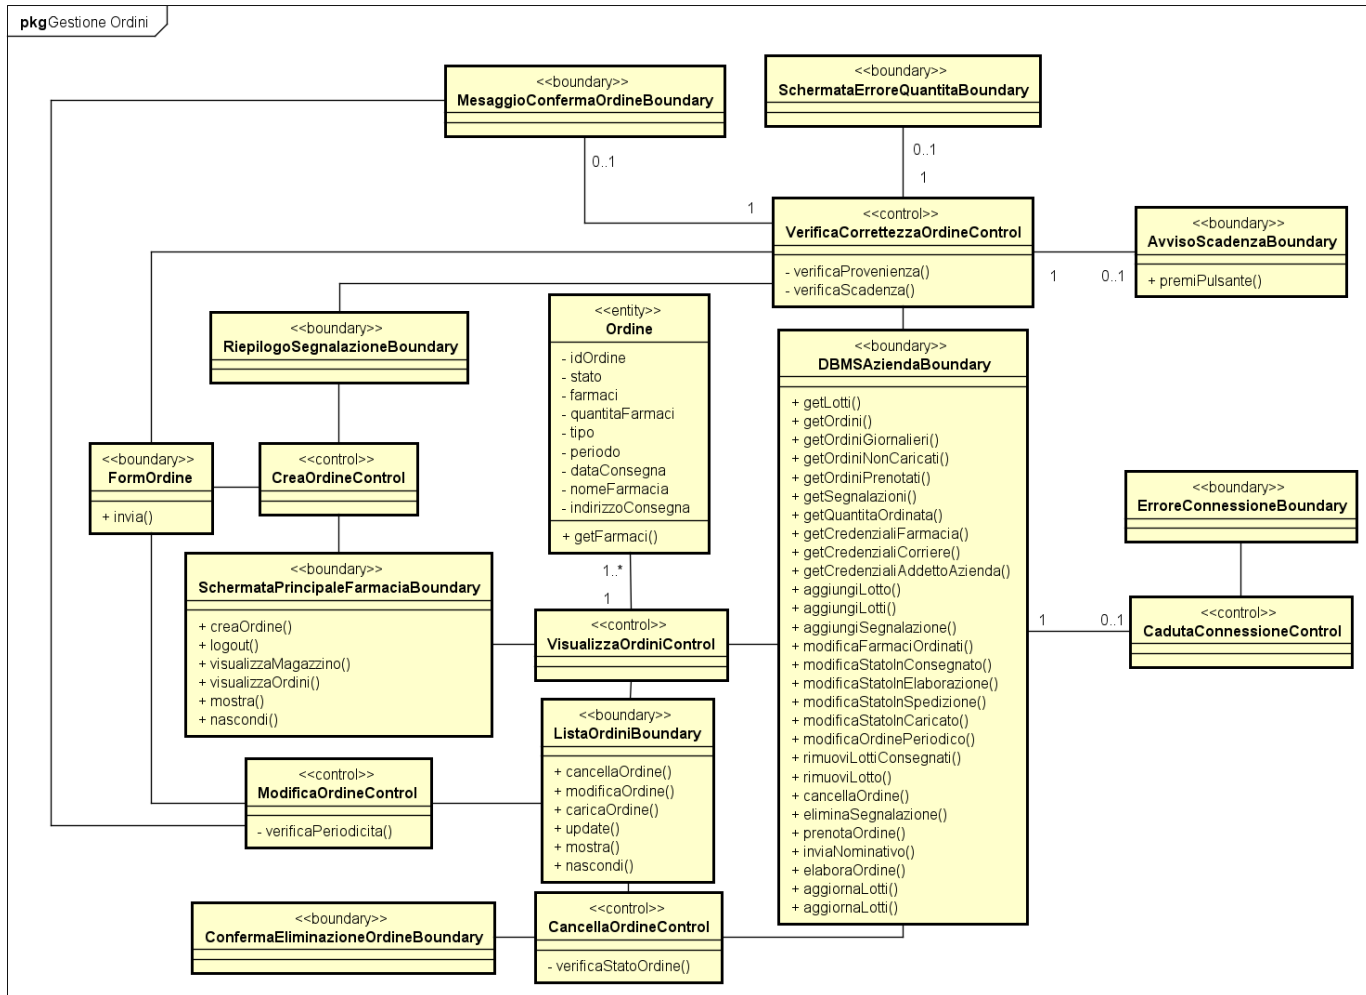 pkg Gestione Ordini
<<boundary>>
MesaggioConfermaOrdineBoundary
<<boundary>>
SchermataErroreQuantitaBoundary
0..1
1
0..1
1
<<control>>
VerificaCorrettezzaOrdineControl
- verificaProvenienza()
- verificaScadenza()
1
0..1
<<boundary>>
AvvisoScadenzaBoundary
+ premiPulsante()
<<boundary>>
RiepilogoSegnalazioneBoundary
<<entity>>
Ordine
- idOrdine
- stato
- farmaci
- quantitaFarmaci
- tipo
- periodo
- dataConsegna
- nomeFarmacia
- indirizzoConsegna
+ getFarmaci()
1..*
1
<<boundary>>
DBMSAziendaBoundary
+ getLotti()
+ getOrdini()
+ getOrdiniGiornalieri()
+ getOrdiniNonCaricati()
+ getOrdiniPrenotati()
+ getSegnalazioni()
+ getQuantitaOrdinata()
+ getCredenzialiFarmacia()
+ getCredenzialiCorriere()
+ getCredenzialiAddettoAzienda()
+ aggiungiLotto()
+ aggiungiLotti()
+ aggiungiSegnalazione()
+ modificaFarmaciOrdinati()
+ modificaStatoInConsegnato()
+ modificaStatoInElaborazione()
+ modificaStatoInSpedizione()
+ modificaStatoInCaricato()
+ modificaOrdinePeriodico()
+ rimuoviLottiConsegnati()
+ rimuoviLotto()
+ cancellaOrdine()
+ eliminaSegnalazione()
+ prenotaOrdine()
+ inviaNominativo()
+ elaboraOrdine()
+ aggiornaLotti()
+ aggiornaLotti()
<<boundary>>
FormOrdine
+ invia()
<<control>>
CreaOrdineControl
<<boundary>>
ErroreConnessioneBoundary
1
0..1
<<control>>
CadutaConnessioneControl
<<boundary>>
SchermataPrincipaleFarmaciaBoundary
+ creaOrdine()
+ logout()
+ visualizzaMagazzino()
+ visualizzaOrdini()
+ mostra()
+ nascondi()
<<control>>
VisualizzaOrdiniControl
<<boundary>>
ListaOrdiniBoundary
+ cancellaOrdine()
+ modificaOrdine()
+ caricaOrdine()
+ update()
+ mostra()
+ nascondi()
<<control>>
ModificaOrdineControl
- verificaPeriodicita()
<<boundary>>
ConfermaEliminazioneOrdineBoundary
<<control>>
CancellaOrdineControl
- verificaStatoOrdine()